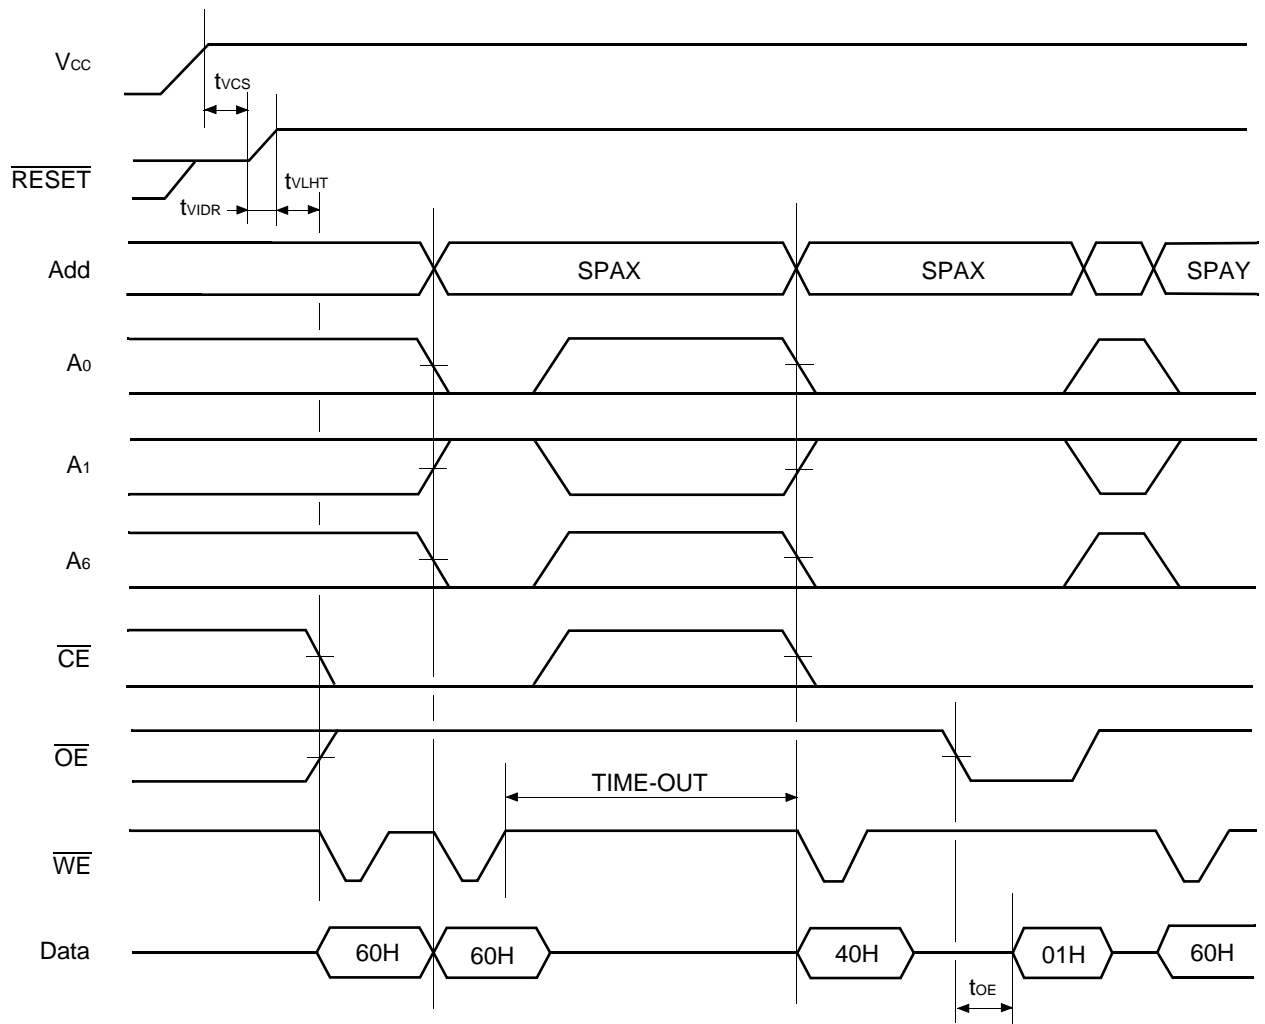 VCC
tVCS
RESET
tVLHT
tVIDR
Add
SPAX
SPAX
SPAY
A0
A1
A6
CE
OE
TIME-OUT
WE
Data
60H
60H
40H
01H
60H
tOE